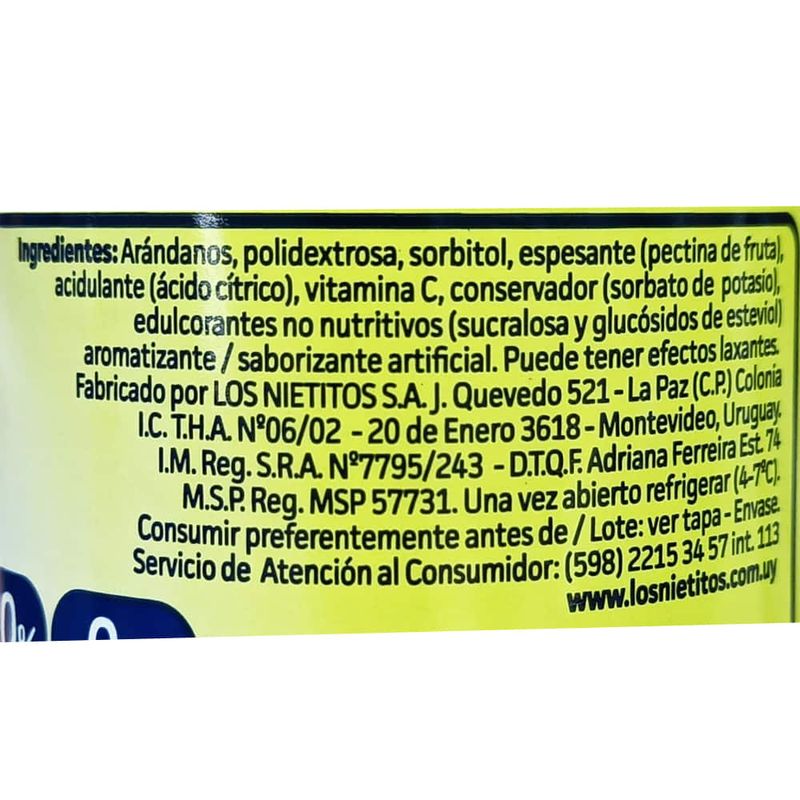 Ingredientes: Arándanos, polidextrosa, sorbitol, espesante (pectina de fruta),
acidulante (ácido cítrico), vitamina C, conservador (sorbato de potasio),
edulcorantes no nutritivos (sucralosa y glucósidos de esteviol)
aromatizante / saborizante artificial. Puede tener efectos laxantes.
Fabricado por LOS NIETITOS S.A. J. Quevedo 521 - La Paz (C.P.) Colonia
I.C. T.H.A. Nº06/02 - 20 de Enero 3618 - Montevideo, Uruguay.
I.M. Reg. S.R.A. Nº7795/243 - D.T.Q.F. Adriana Ferreira Est. 74
M.S.P. Reg. MSP 57731. Una vez abierto refrigerar (4-7ºC).
Consumir preferentemente antes de / Lote: ver tapa - Envase.
Servicio de Atención al Consumidor: (598) 2215 34 57 int. 113
www.losnietitos.com.uy